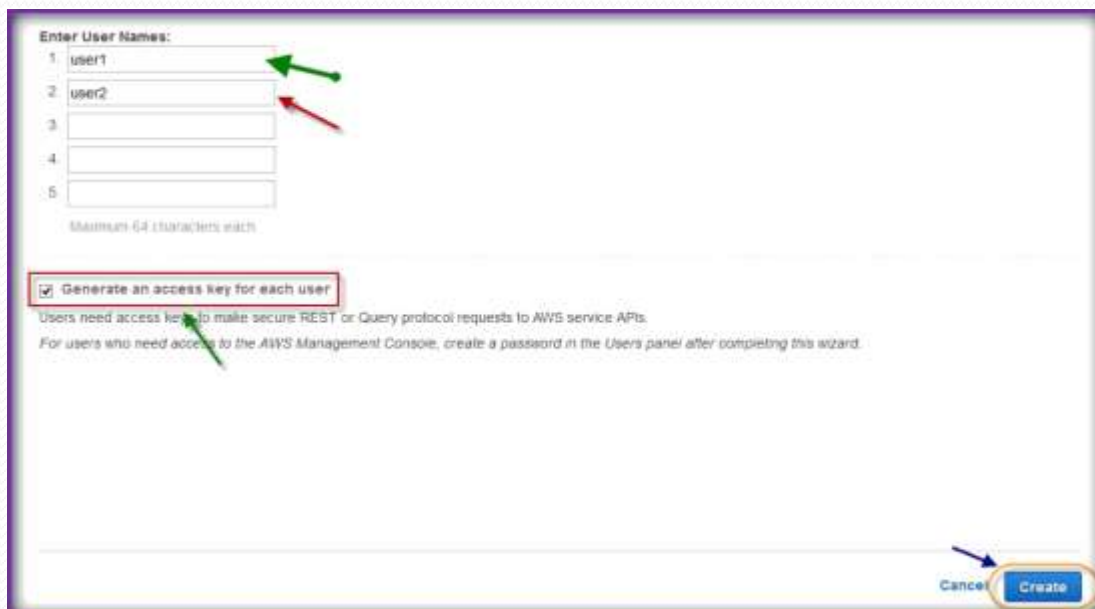 Enter User Names:
1. user1
2. user2
3.
4.
5.
Maximum 64 characters each
Generate an access key for each user
Users need access keys to make secure REST or Query protocol requests to AWS service APIs.
For users who need access to the AWS Management Console, create a password in the Users panel after completing this wizard.
Cancel Create